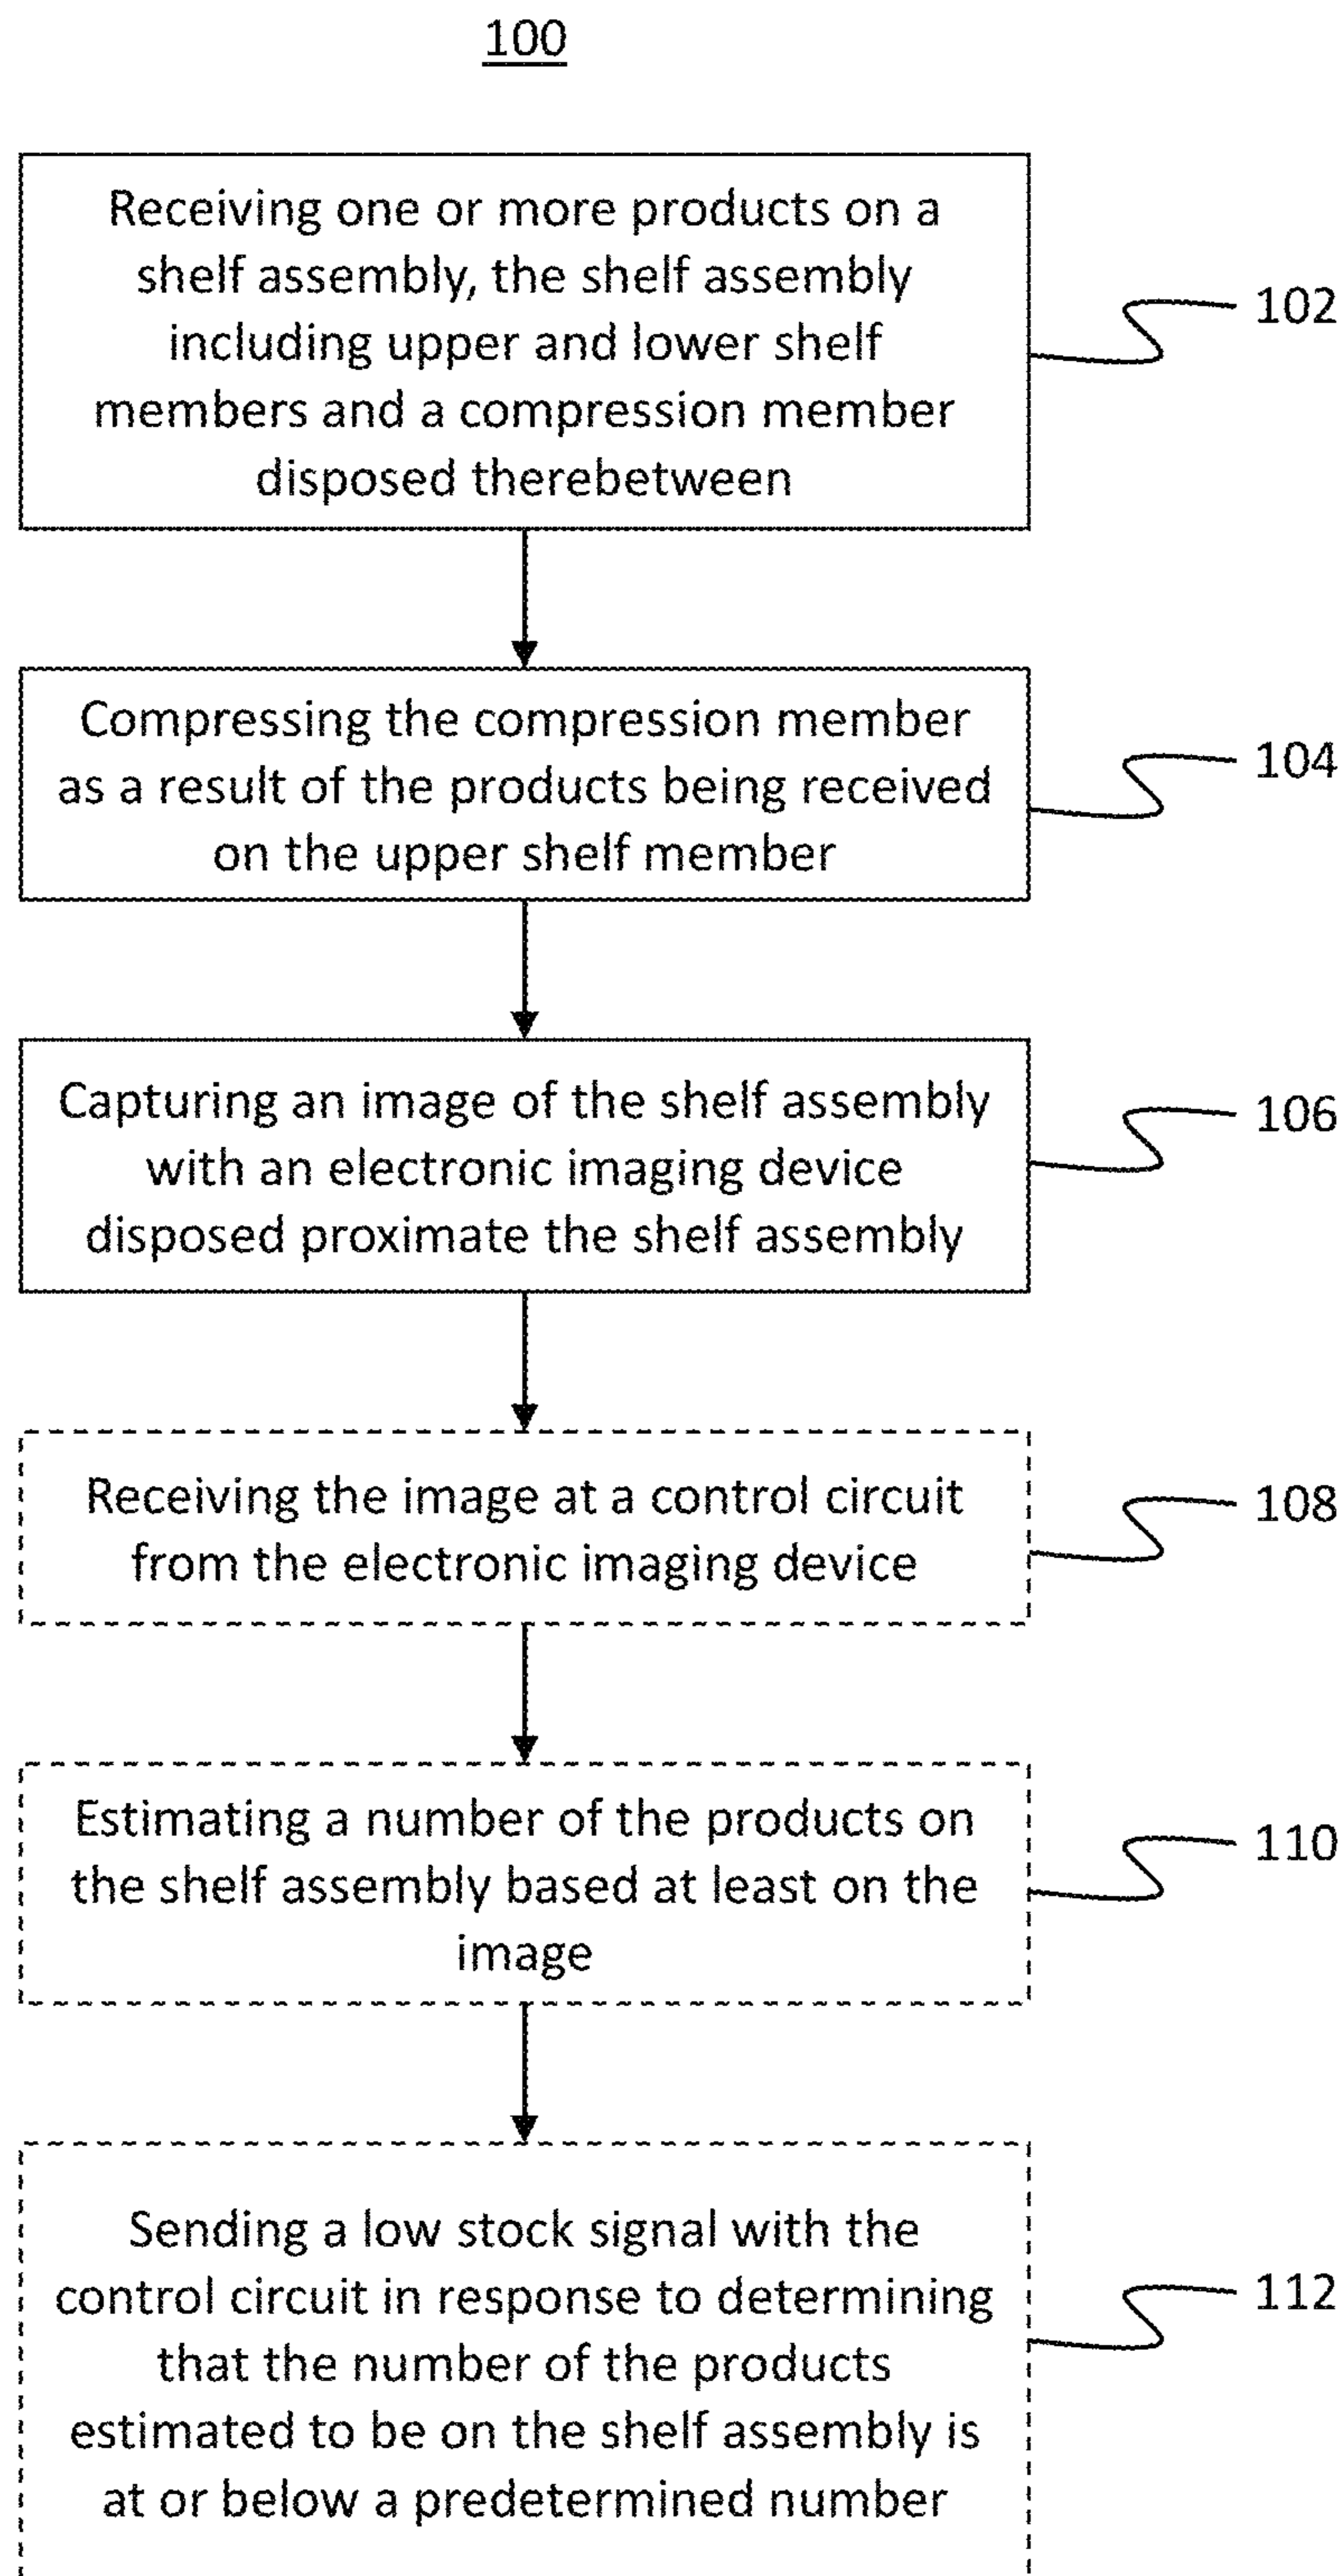 100
Receiving one or more products on a
shelf assembly, the shelf assembly
including upper and lower shelf
members and a compression member
disposed therebetween
102
Compressing the compression member
as a result of the products being received
on the upper shelf member
104
Capturing an image of the shelf assembly
with an electronic imaging device
disposed proximate the shelf assembly
106
Receiving the image at a control circuit
from the electronic imaging device
108
Estimating a number of the products on
the shelf assembly based at least on the
image
110
Sending a low stock signal with the
control circuit in response to determining
that the number of the products
estimated to be on the shelf assembly is
at or below a predetermined number
112